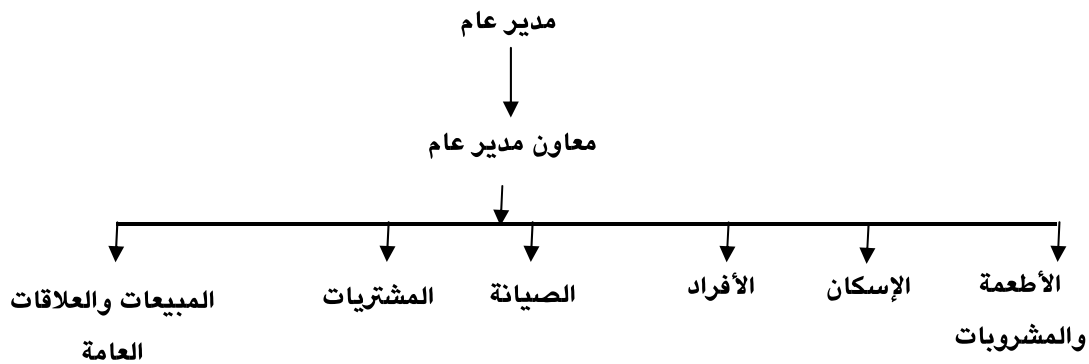 مدير عام
معاون مدير عام
الأطعمة
والمشروبات
الإسكان
الأفراد
الصيانة
المشتريات
المبيعات والعلاقات
العامة